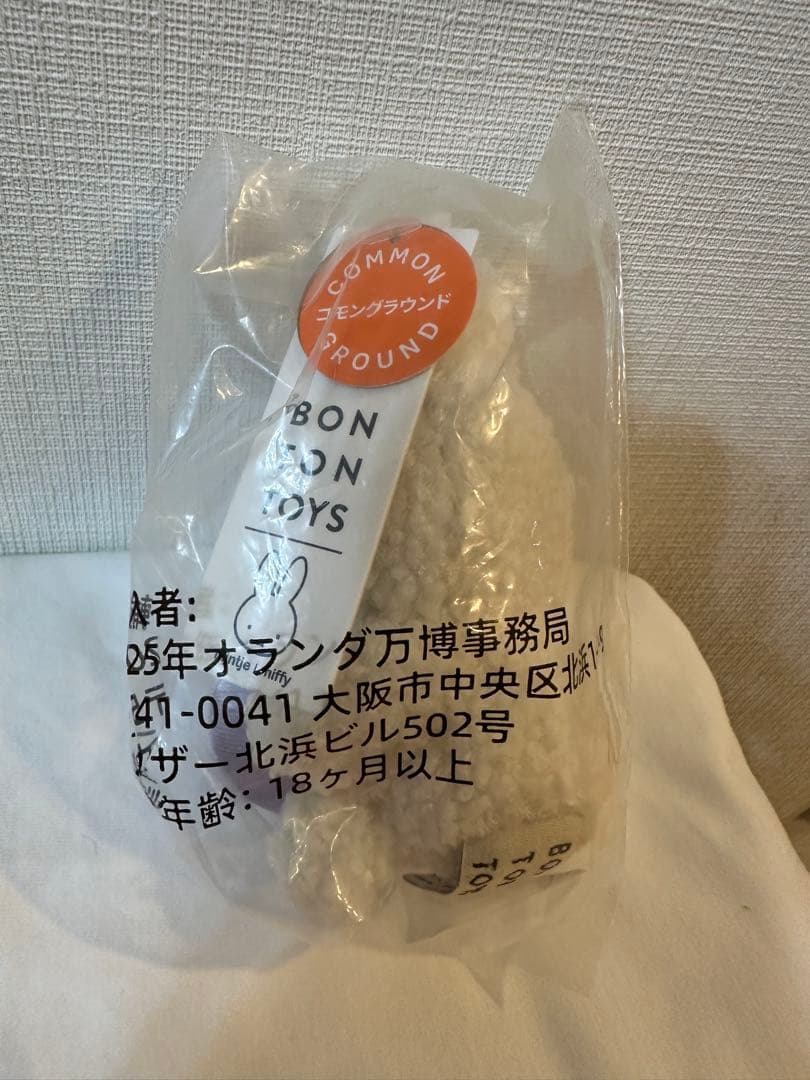 COMMON
コモングラウンド
GROUND
BON
TON
TOYS
入者:
25年オランダ万博事務局
41-0041 大阪市中央区北浜1-
ザー北浜ビル502号
年齢: 18ヶ月以上